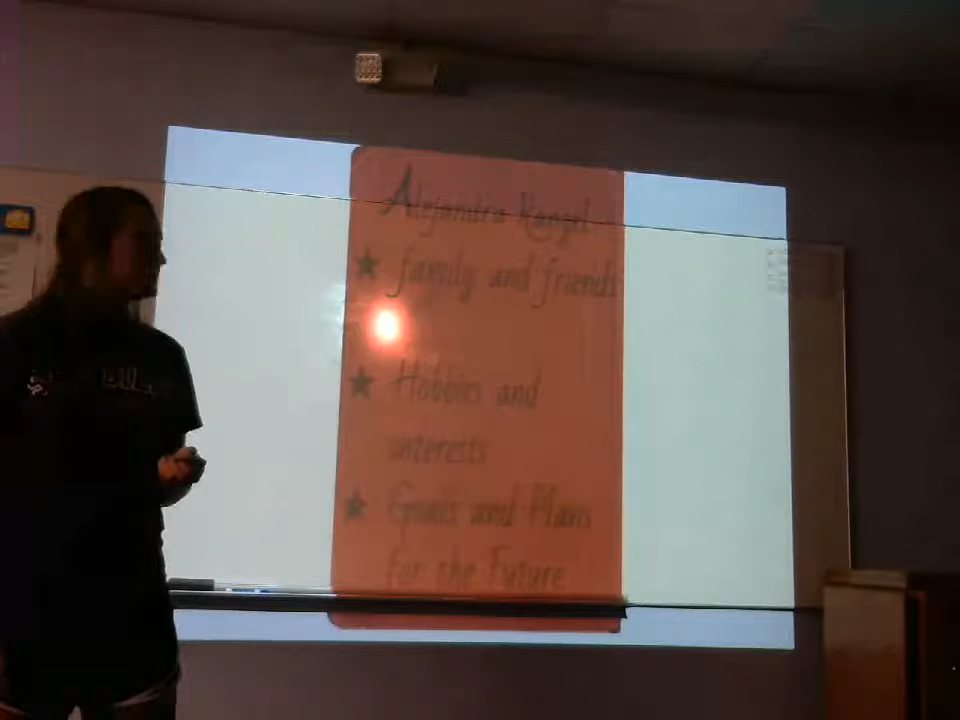 Alejandra Rangel
★ family and friends
★ Hobbies and
interests
★ Goals and Plans
for the Future